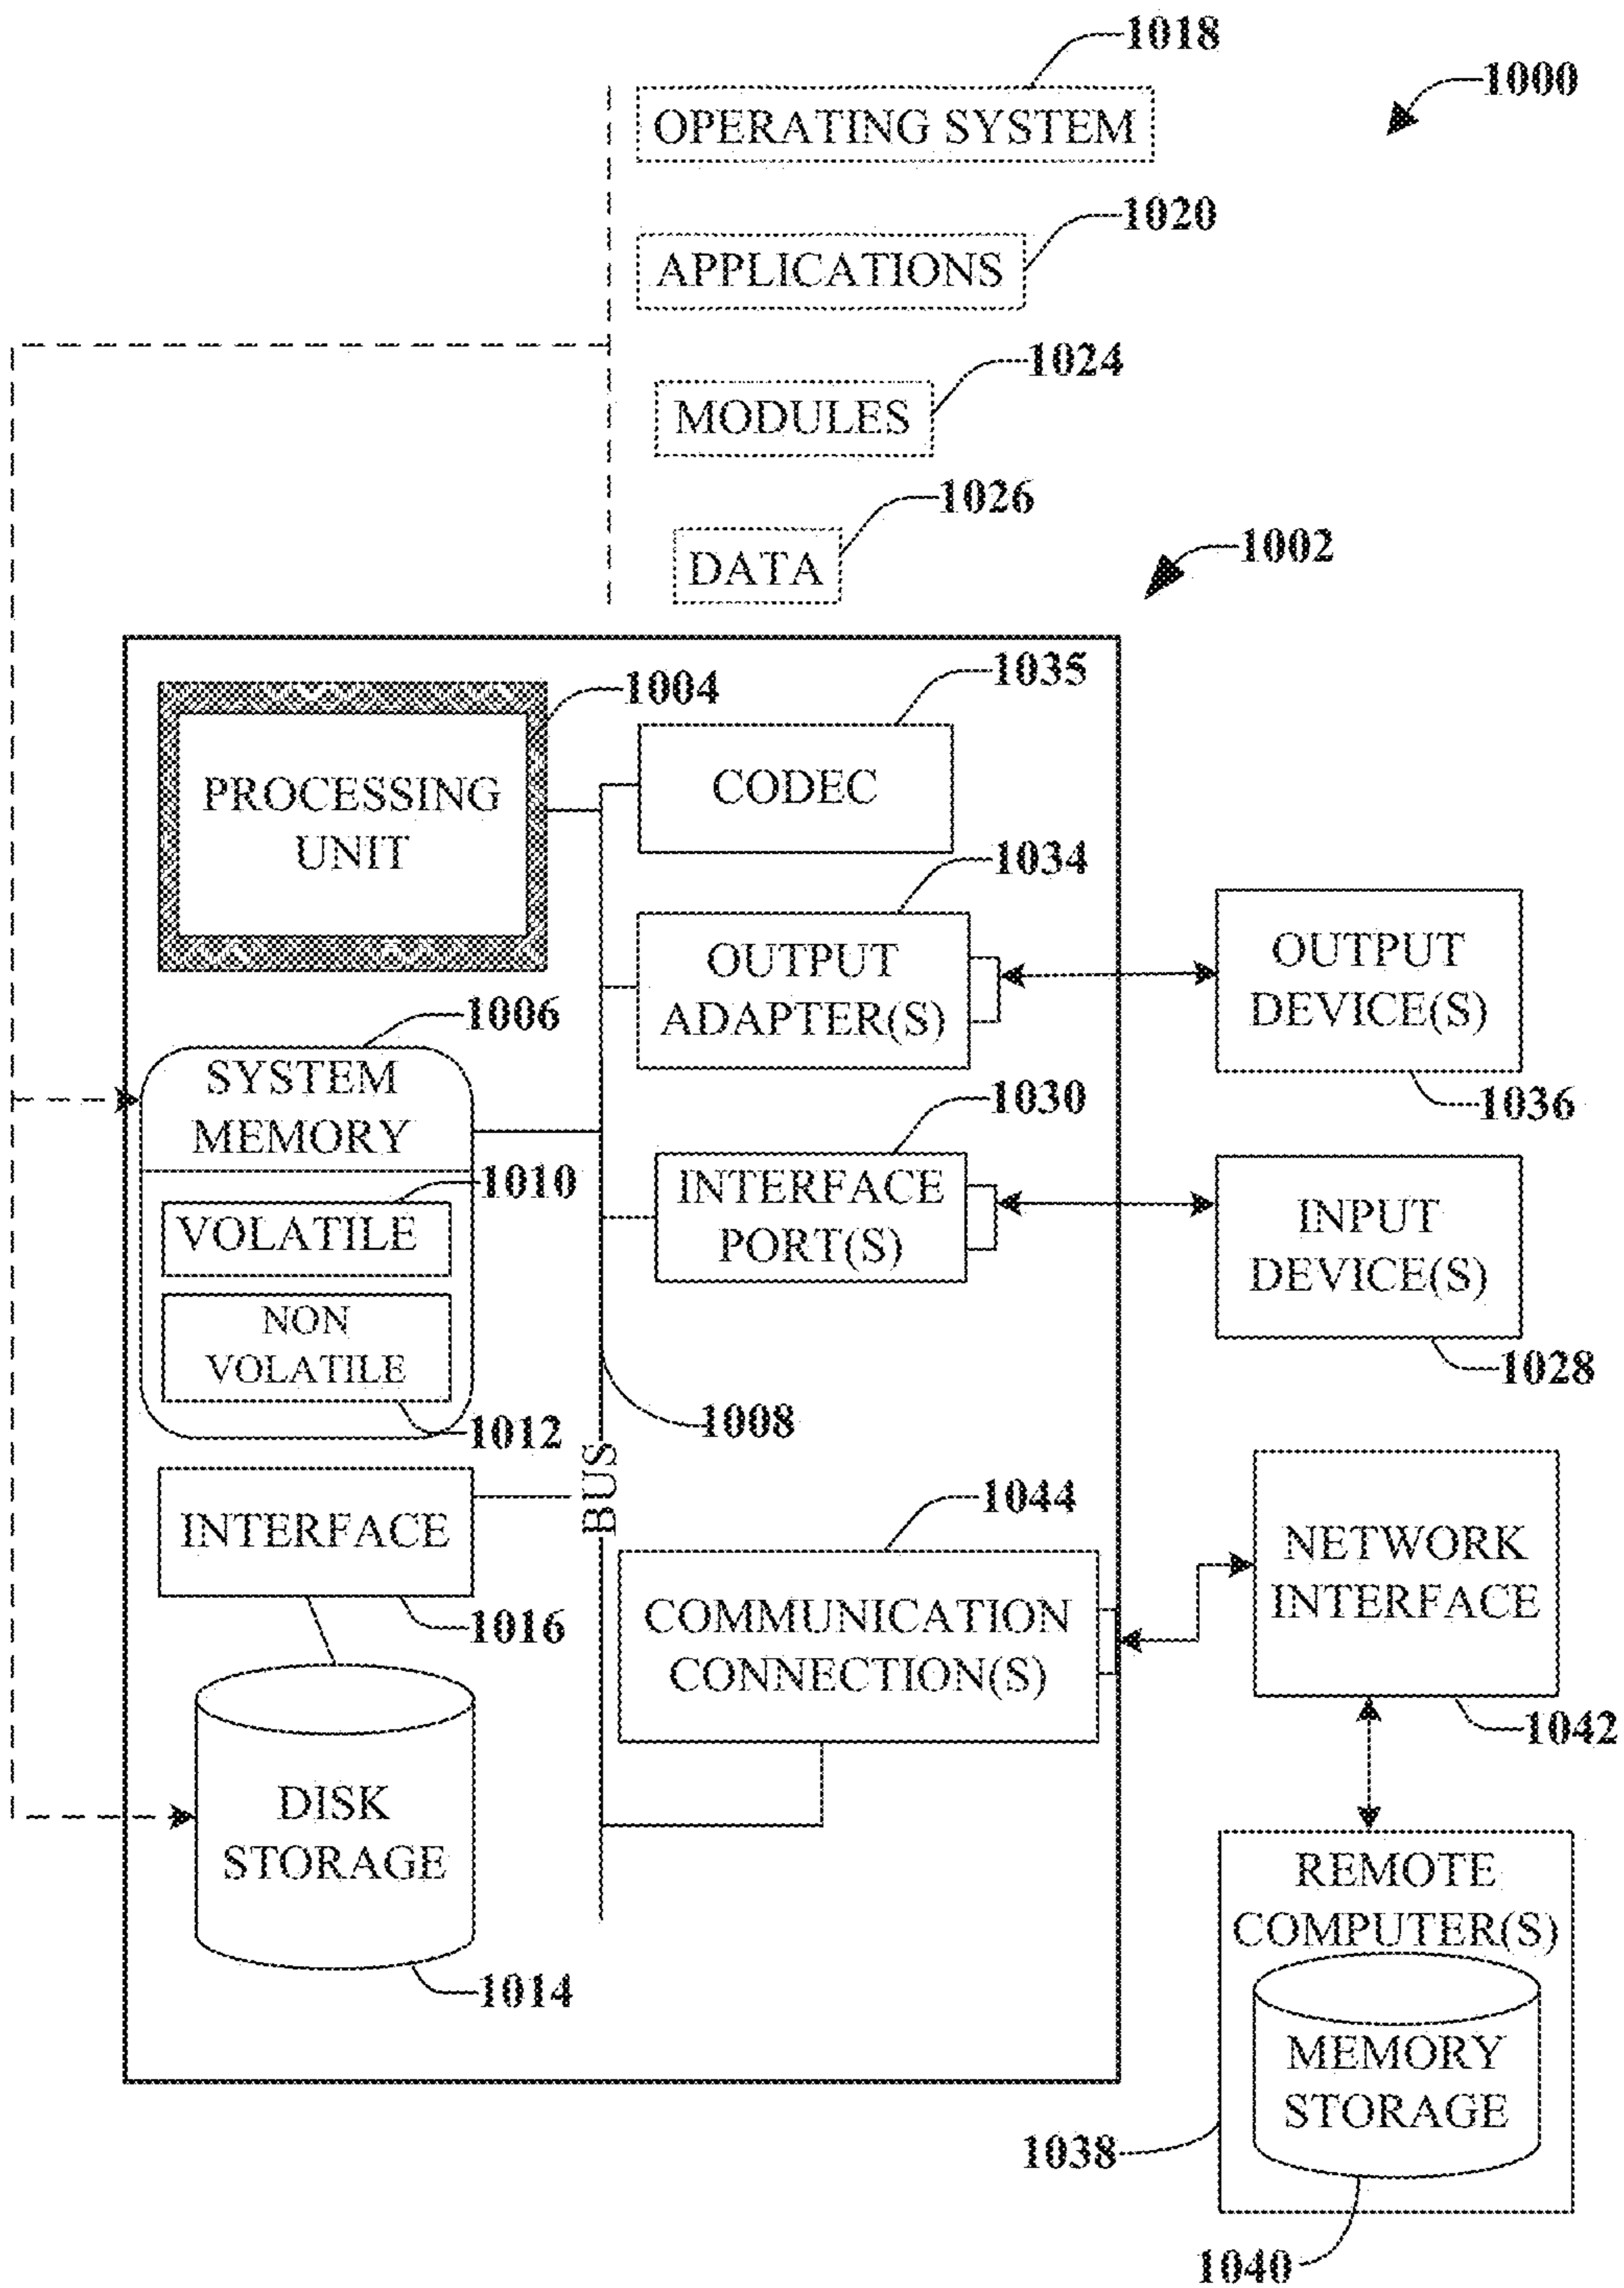 1018
1000
OPERATING SYSTEM
1020
APPLICATIONS
1024
MODULES
1026
DATA
1002
1004
PROCESSING
UNIT
1035
CODEC
1034
OUTPUT
ADAPTER(S)
OUTPUT
DEVICE(S)
1036
1006
SYSTEM
MEMORY
1010
VOLATILE
NON
VOLATILE
1012
1030
INTERFACE
PORT(S)
INPUT
DEVICE(S)
1028
1008
BUS
INTERFACE
1016
1044
COMMUNICATION
CONNECTION(S)
NETWORK
INTERFACE
1042
DISK
STORAGE
1014
REMOTE
COMPUTER(S)
MEMORY
STORAGE
1038
1040